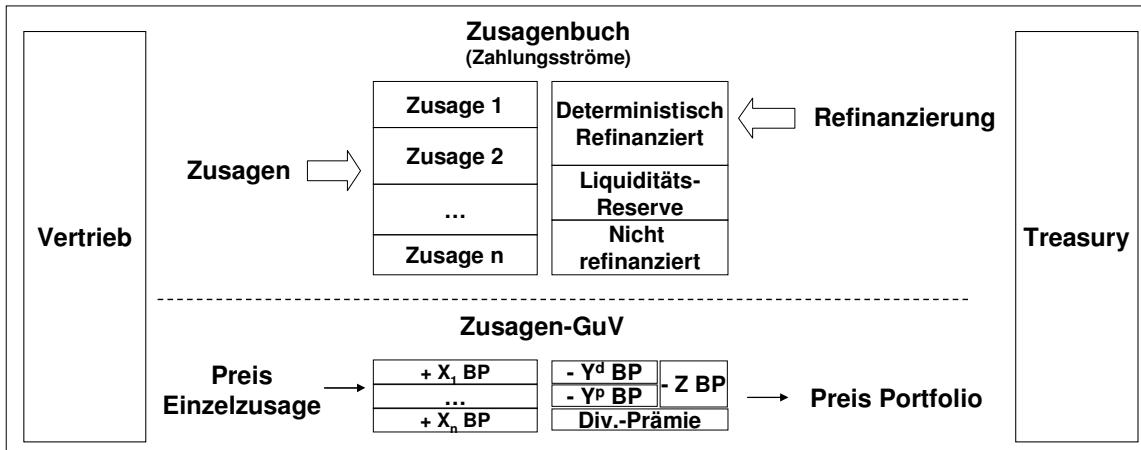 Zusagenbuch
(Zahlungsströme)
Vertrieb
Zusagen
Zusage 1
Zusage 2
...
Zusage n
Deterministisch
Refinanziert
Liquiditäts-
Reserve
Nicht
refinanziert
Refinanzierung
Treasury
Zusagen-GuV
Preis
Einzelzusage
+ X₁ BP
...
+ Xₙ BP
- Yᵈ BP
- Yᵖ BP
- Z BP
Div.-Prämie
Preis Portfolio